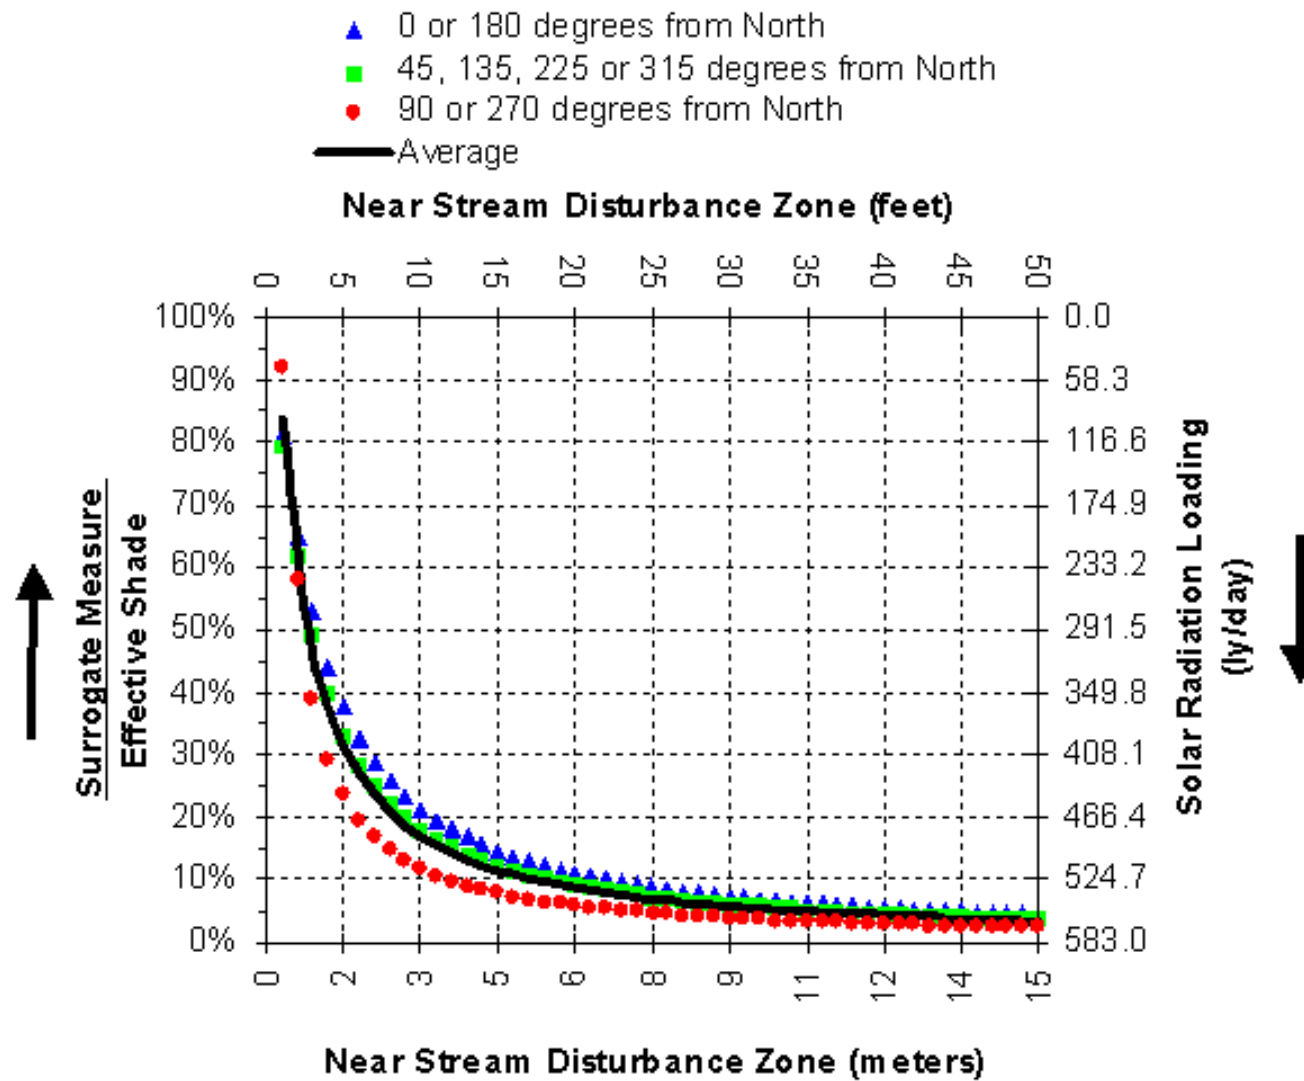 0 or 180 degrees from North
45, 135, 225 or 315 degrees from North
90 or 270 degrees from North
Average
Near Stream Disturbance Zone (feet)
0 5 10 15 20 25 30 35 40 45 50
100% 0.0
90% 58.3
80% 116.6
70% 174.9
60% 233.2
50% 291.5
40% 349.8
30% 408.1
20% 466.4
10% 524.7
0% 583.0
Surrogate Measure
Effective Shade
Solar Radiation Loading
(ly/day)
0 2 3 5 6 8 9 11 12 14 15
Near Stream Disturbance Zone (meters)